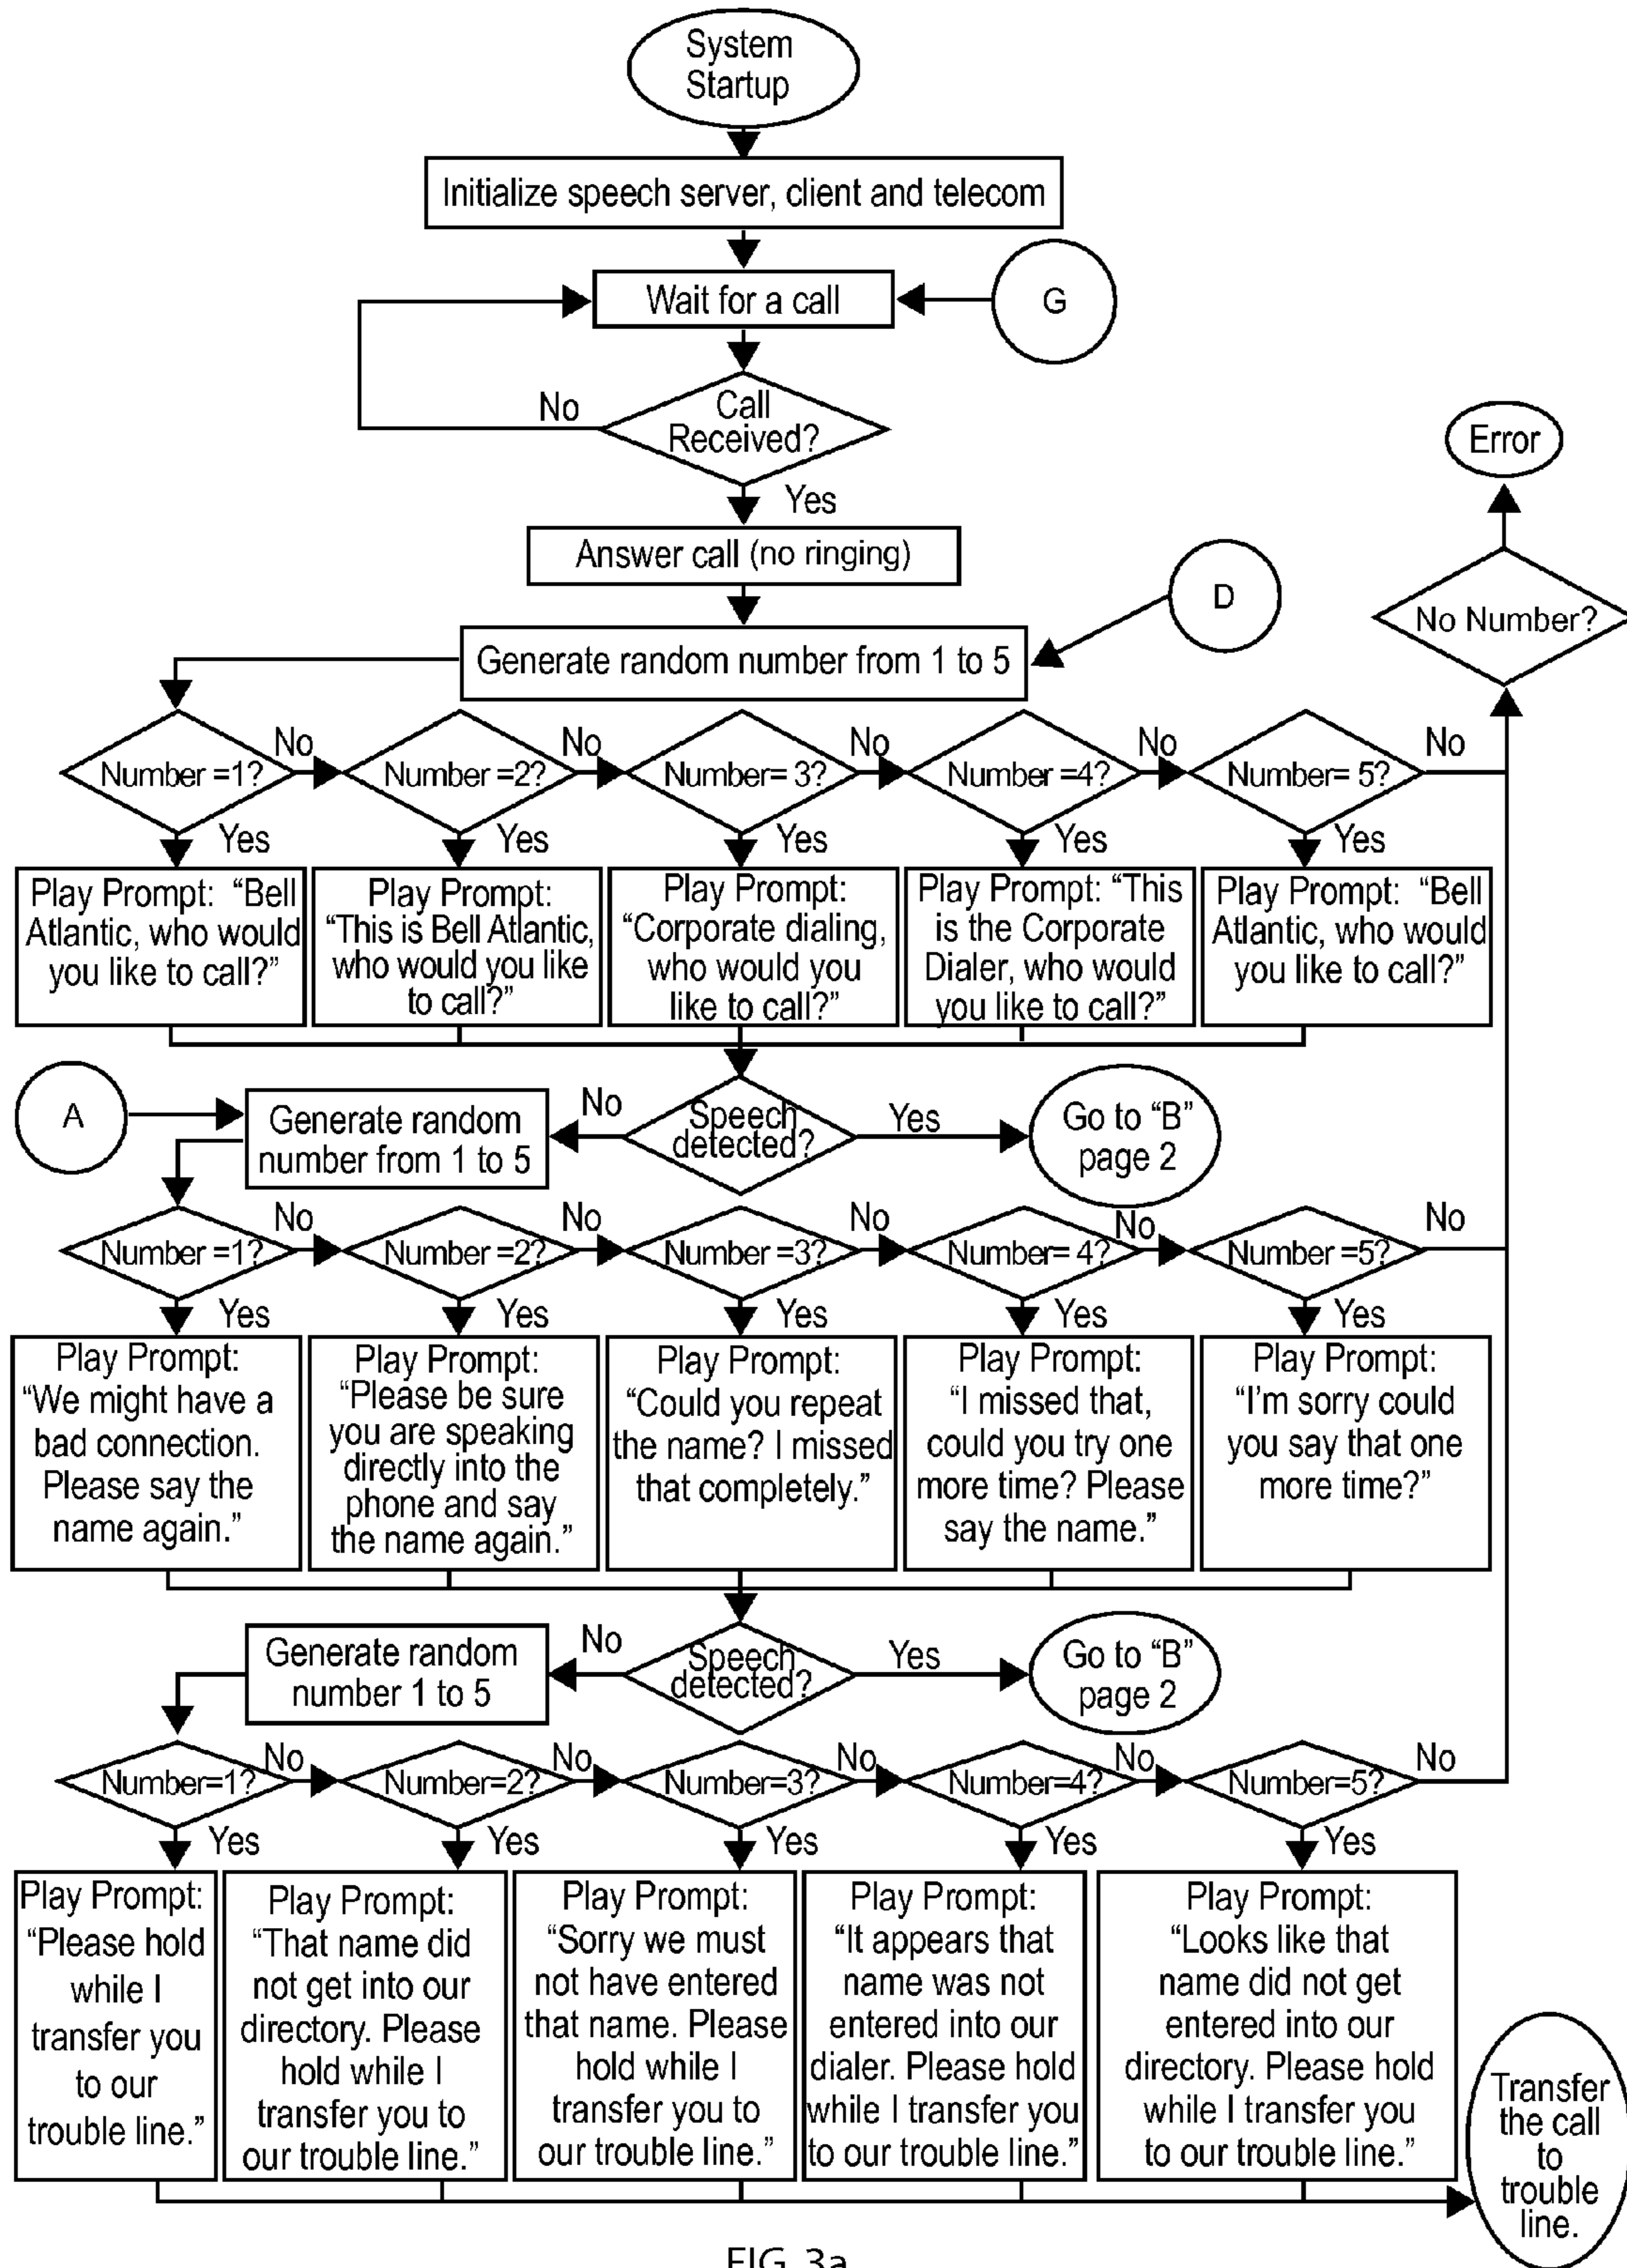 System
Startup
Initialize speech server, client and telecom
Wait for a call
G
No
Call
Received?
Error
Yes
Answer call (no ringing)
D
No Number?
Generate random number from 1 to 5
No
No
No
No
No
Number =1?
Number =2?
Number= 3?
Number =4?
Number= 5?
Yes
Yes
Yes
Yes
Yes
Play Prompt: “Bell
Atlantic, who would
you like to call?”
Play Prompt:
“This is Bell Atlantic,
who would you like
to call?”
Play Prompt:
“Corporate dialing,
who would you
like to call?”
Play Prompt: “This
is the Corporate
Dialer, who would
you like to call?”
Play Prompt: “Bell
Atlantic, who would
you like to call?”
A
Generate random
number from 1 to 5
No
Speech
detected?
Yes
Go to “B”
page 2
No
No
No
No
No
Number =1?
Number =2?
Number =3?
Number= 4?
Number =5?
Yes
Yes
Yes
Yes
Yes
Play Prompt:
“We might have a
bad connection.
Please say the
name again.”
Play Prompt:
“Please be sure
you are speaking
directly into the
phone and say
the name again.”
Play Prompt:
“Could you repeat
the name? I missed
that completely.”
Play Prompt:
“I missed that,
could you try one
more time? Please
say the name.”
Play Prompt:
“I’m sorry could
you say that one
more time?”
Generate random
number 1 to 5
No
Speech
detected?
Yes
Go to “B”
page 2
No
No
No
No
No
Number=1?
Number=2?
Number=3?
Number=4?
Number=5?
Yes
Yes
Yes
Yes
Yes
Play Prompt:
“Please hold
while I
transfer you
to our
trouble line.”
Play Prompt:
“That name did
not get into our
directory. Please
hold while I
transfer you to
our trouble line.”
Play Prompt:
“Sorry we must
not have entered
that name. Please
hold while I
transfer you to
our trouble line.”
Play Prompt:
“It appears that
name was not
entered into our
dialer. Please hold
while I transfer you
to our trouble line.”
Play Prompt:
“Looks like that
name did not get
entered into our
directory. Please hold
while I transfer you
to our trouble line.”
Transfer
the call
to
trouble
line.
FIG. 3a